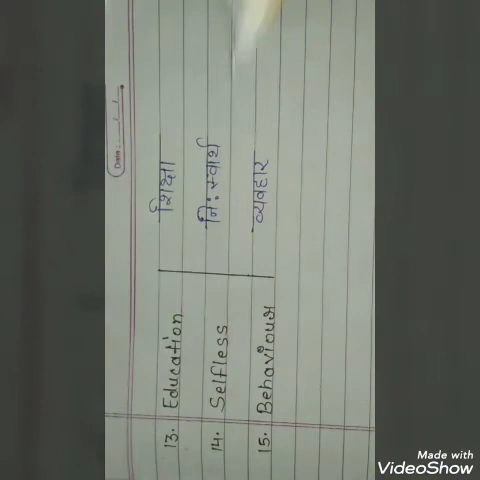 Date:
13. Education शिक्षा
14. Selfless नि:स्वार्थ
15. Behaviour व्यवहार
Made with
VideoShow